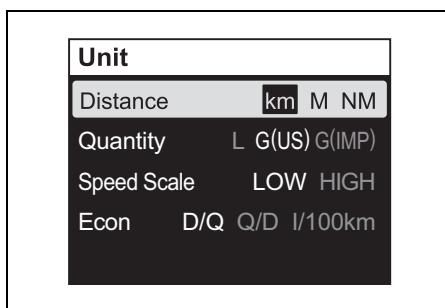 Unit
Distance km M NM
Quantity L G(US) G(IMP)
Speed Scale LOW HIGH
Econ D/Q Q/D l/100km